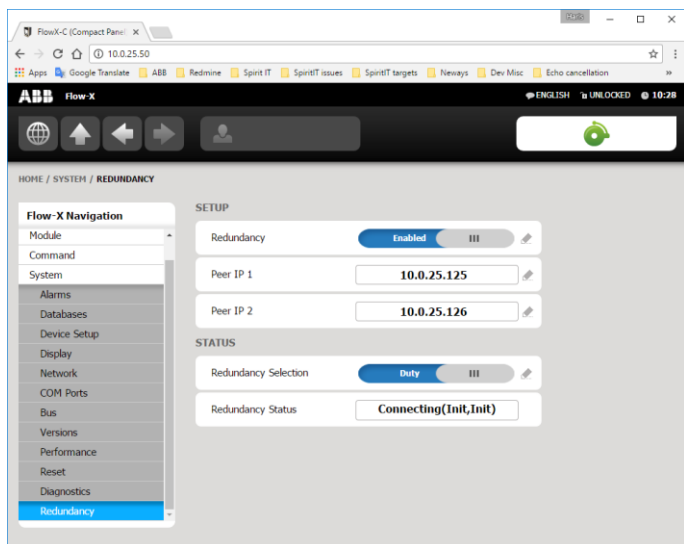 FlowX-C (Compact Panel
10.0.25.50
Apps Google Translate ABB Redmine Spirit IT SpiritIT issues SpiritIT targets Neways Dev Misc Echo cancellation »
ABB Flow-X ENGLISH UNLOCKED 10:28
HOME / SYSTEM / REDUNDANCY
Flow-X Navigation
Module
Command
System
Alarms
Databases
Device Setup
Display
Network
COM Ports
Bus
Versions
Performance
Reset
Diagnostics
Redundancy
SETUP
Redundancy Enabled
Peer IP 1 10.0.25.125
Peer IP 2 10.0.25.126
STATUS
Redundancy Selection Duty
Redundancy Status Connecting(Init,Init)